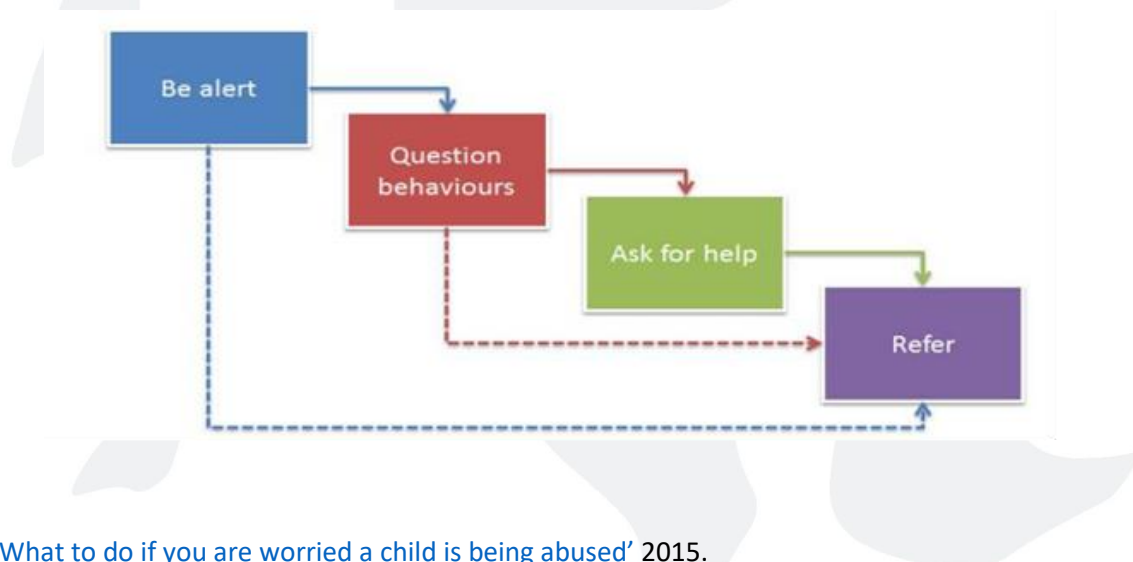 Be alert
Question
behaviours
Ask for help
Refer
What to do if you are worried a child is being abused’ 2015.